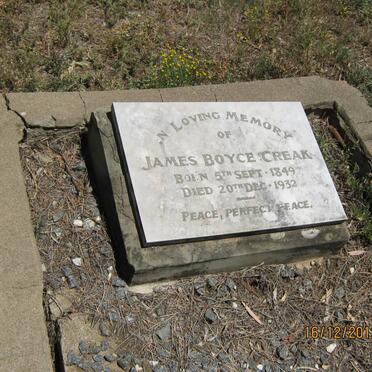 IN LOVING MEMORY
OF
JAMES BOYCE CREAK
BORN 5TH SEPT. 1849
DIED 20TH DEC. 1932
PEACE, PERFECT PEACE.
16/12/201